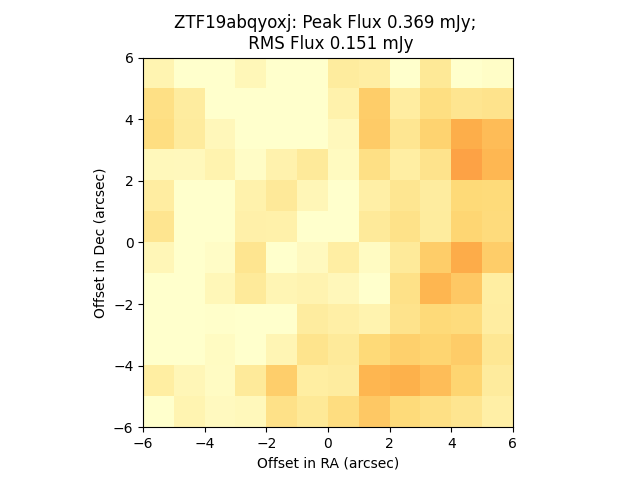 ZTF19abqyoxj: Peak Flux 0.369 mJy;
RMS Flux 0.151 mJy
6
4
2
0
−2
−4
−6
Offset in Dec (arcsec)
−6 −4 −2 0 2 4 6
Offset in RA (arcsec)